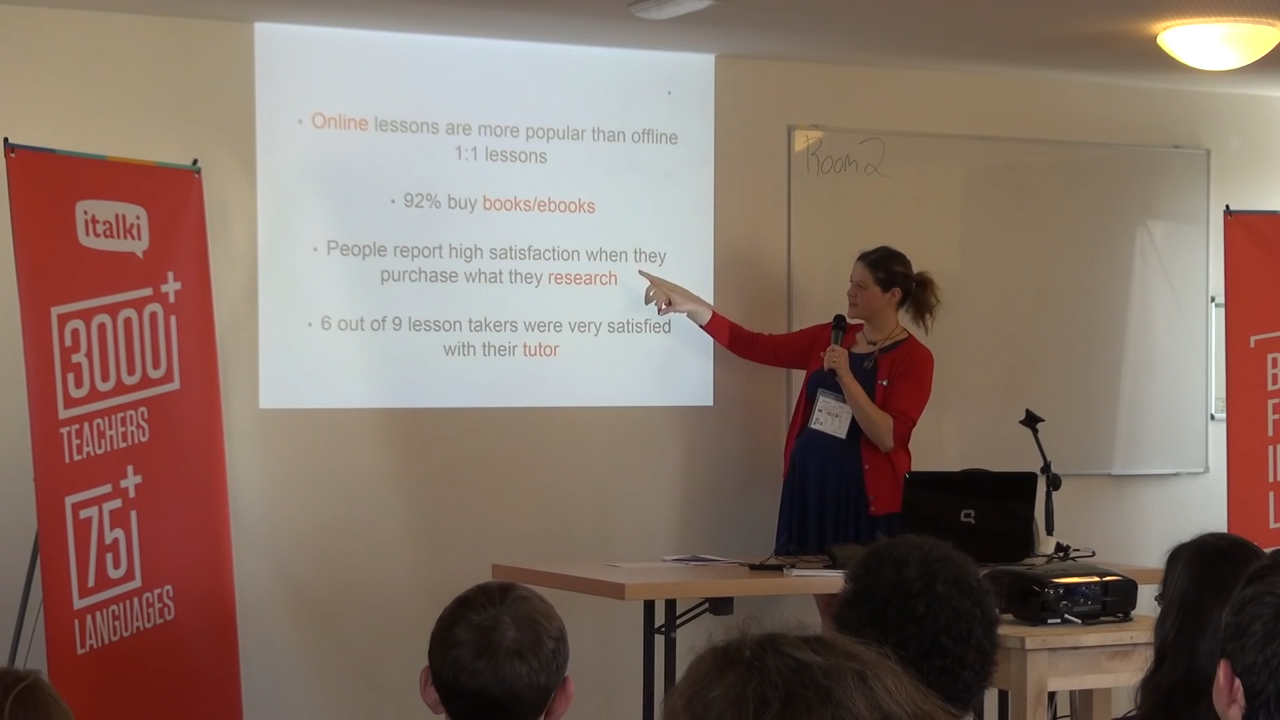 italki
3000+
TEACHERS
75+
LANGUAGES
• Online lessons are more popular than offline
1:1 lessons
• 92% buy books/ebooks
• People report high satisfaction when they
purchase what they research
• 6 out of 9 lesson takers were very satisfied
with their tutor
Room 2